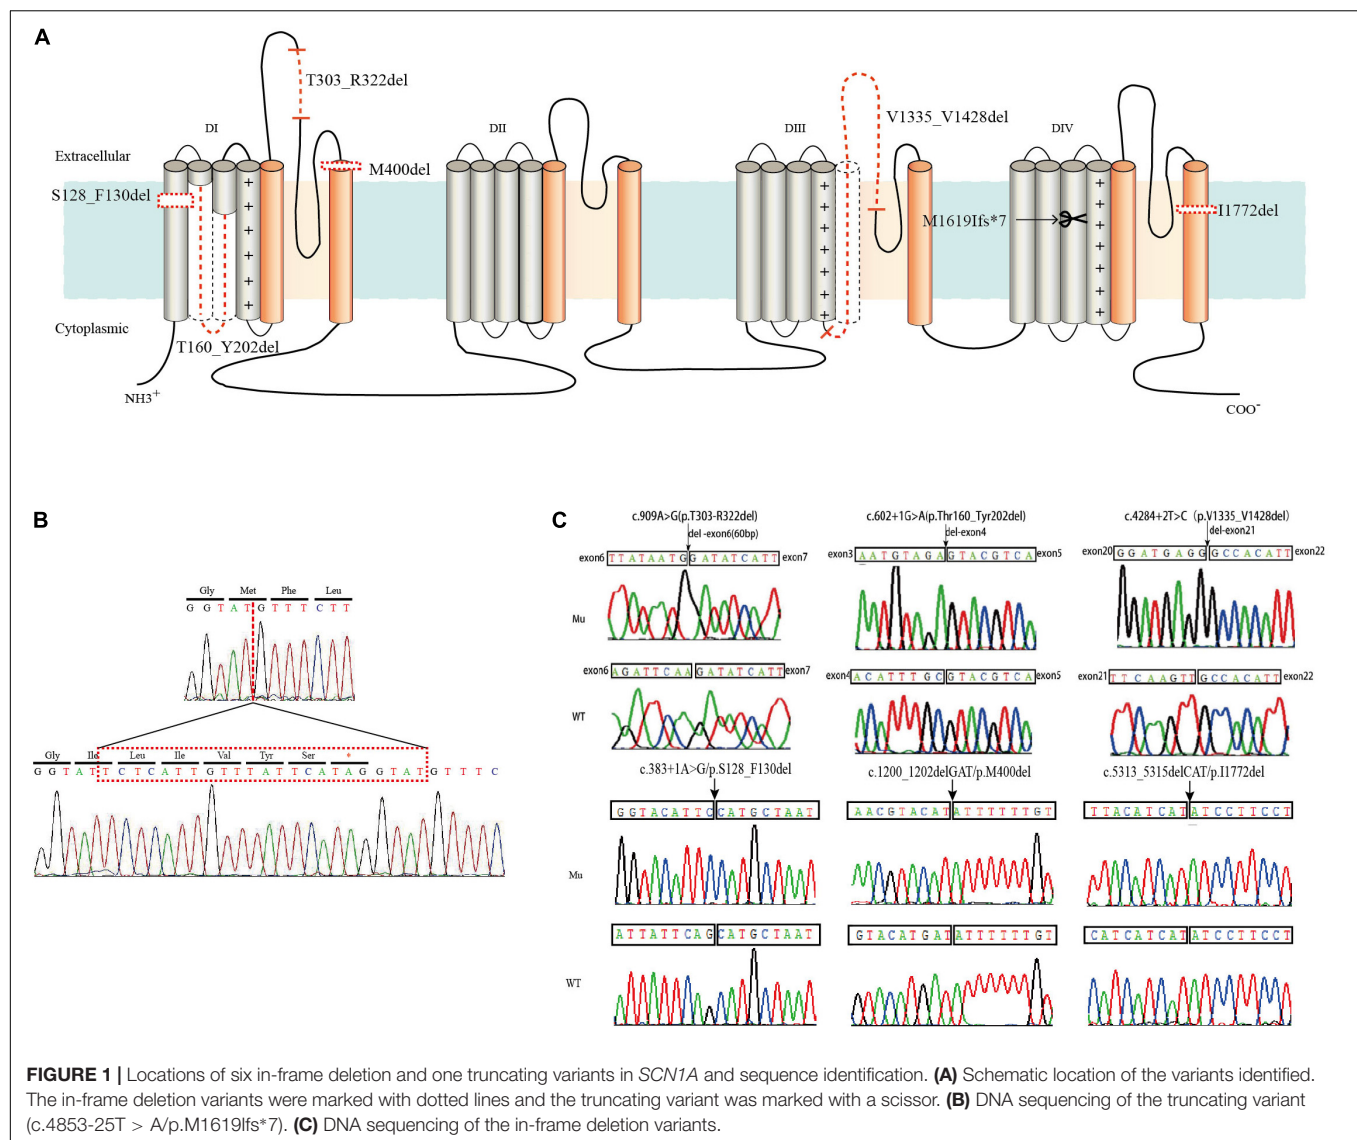 A
T303_R322del
V1335_V1428del
DI
DII
DIII
DIV
Extracellular
M400del
S128_F130del
M1619Ifs*7
I1772del
+ + + + + + +
+ + + + + + +
+ + + + + + +
Cytoplasmic
T160_Y202del
NH3+
COO-
B
Gly Met Phe Leu
G G T A T G T T T C T T
Gly Ile Leu Ile Val Tyr Ser *
G G T A T T C T C A T T G T T T A T T C A T A G G T A T G T T T C
C
c.909A>G(p.T303-R322del)
del -exon6(60bp)
exon6 T T A T A A T G G A T A T C A T T exon7
c.602+1G>A(p.Thr160_Tyr202del)
del-exon4
exon3 A A T G T A G A G T A C G T C A exon5
c.4284+2T>C (p.V1335_V1428del)
del-exon21
exon20 G G A T G A G G G C C A C A T T exon22
Mu
exon6 A G A T T C A A G A T A T C A T T exon7
exon4 A C A T T T G C G T A C G T C A exon5
exon21 T T C A A G T T G C C A C A T T exon22
WT
c.383+1A>G/p.S128_F130del
c.1200_1202delGAT/p.M400del
c.5313_5315delCAT/p.I1772del
G G T A C A T T C C A T G C T A A T
A A C G T A C A T A T T T T T T G T
T T A C A T C A T A T C C T T C C T
Mu
A T T A T T C A G C A T G C T A A T
G T A C A T G A T A T T T T T T G T
C A T C A T C A T A T C C T T C C T
WT
FIGURE 1 | Locations of six in-frame deletion and one truncating variants in SCN1A and sequence identification. (A) Schematic location of the variants identified.
The in-frame deletion variants were marked with dotted lines and the truncating variant was marked with a scissor. (B) DNA sequencing of the truncating variant
(c.4853-25T > A/p.M1619Ifs*7). (C) DNA sequencing of the in-frame deletion variants.